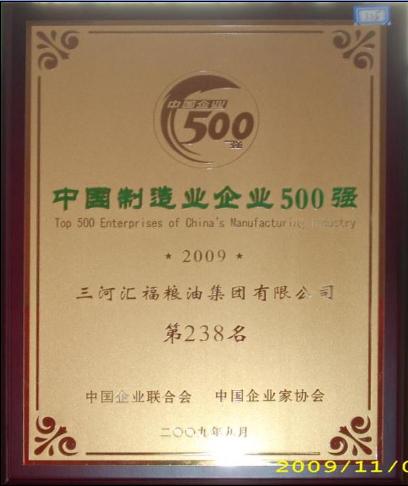 中国企业
500
强
中国制造业企业500强
Top 500 Enterprises of China's Manufacturing Industry
★ 2009 ★
三河汇福粮油集团有限公司
第238名
中国企业联合会 中国企业家协会
二〇〇九年九月
2009/11/0